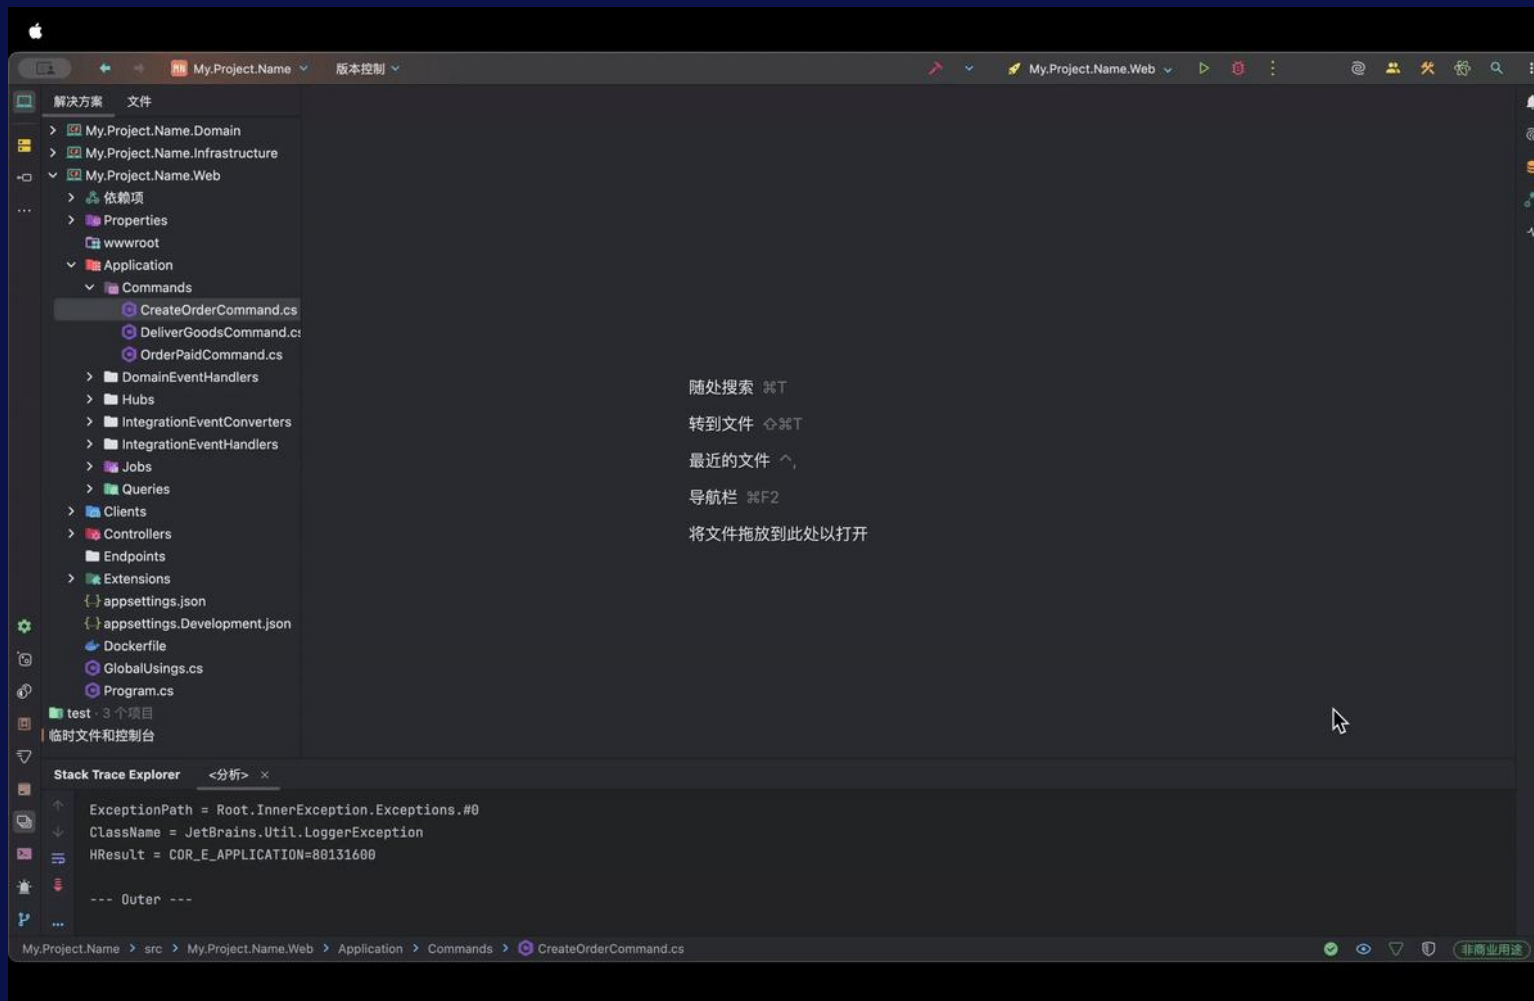 My.Project.Name
版本控制
My.Project.Name.Web
解决方案
文件
My.Project.Name.Domain
My.Project.Name.Infrastructure
My.Project.Name.Web
依赖项
Properties
wwwroot
Application
Commands
CreateOrderCommand.cs
DeliverGoodsCommand.cs
OrderPaidCommand.cs
DomainEventHandlers
Hubs
IntegrationEventConverters
IntegrationEventHandlers
Jobs
Queries
Clients
Controllers
Endpoints
Extensions
appsettings.json
appsettings.Development.json
Dockerfile
GlobalUsings.cs
Program.cs
test · 3 个项目
临时文件和控制台
随处搜索 ⌘T
转到文件 ⇧⌘T
最近的文件 ^,
导航栏 ⌘F2
将文件拖放到此处以打开
Stack Trace Explorer
<分析> ×
ExceptionPath = Root.InnerException.Exceptions.#0
ClassName = JetBrains.Util.LoggerException
HResult = COR_E_APPLICATION=80131600
--- Outer ---
My.Project.Name > src > My.Project.Name.Web > Application > Commands > CreateOrderCommand.cs
非商业用途